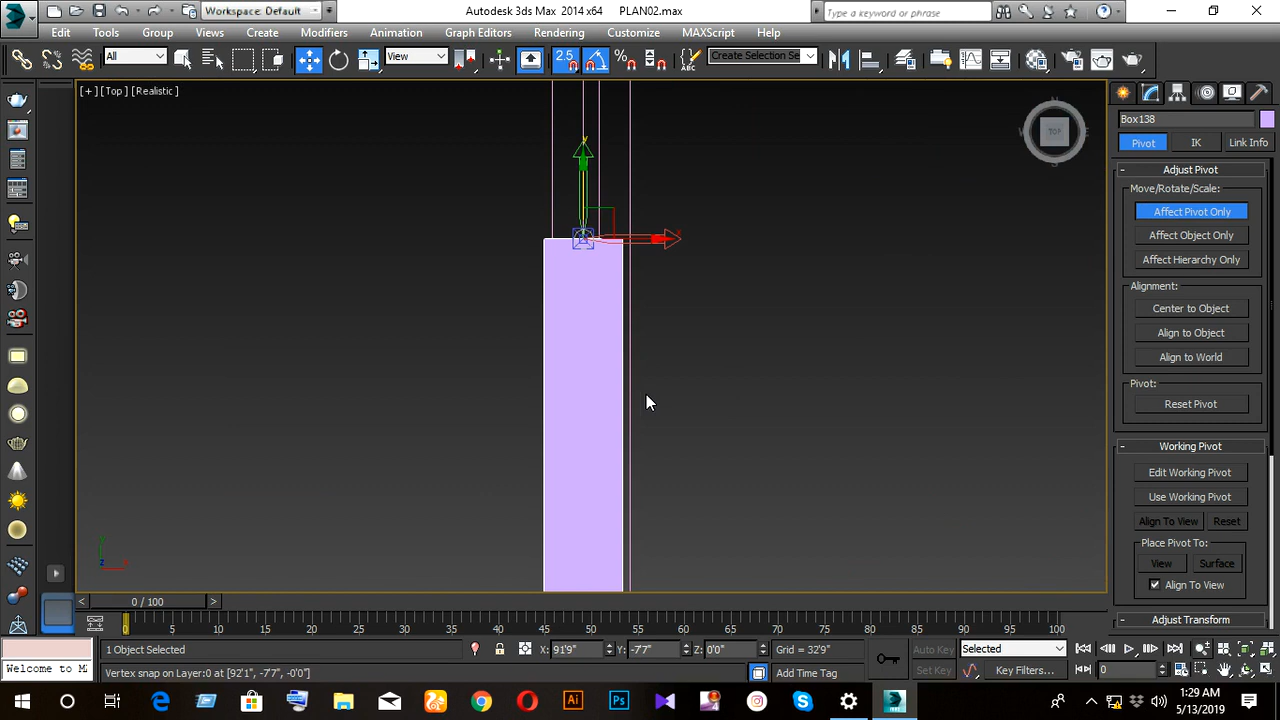 Workspace: Default
Autodesk 3ds Max 2014 x64 PLAN02.max
Type a keyword or phrase
Edit Tools Group Views Create Modifiers Animation Graph Editors Rendering Customize MAXScript Help
All
View
2.5
Create Selection Se
[+] [Top] [Realistic]
N
W TOP E
S
y
x
Box138
Pivot IK Link Info
- Adjust Pivot
Move/Rotate/Scale:
Affect Pivot Only
Affect Object Only
Affect Hierarchy Only
Alignment:
Center to Object
Align to Object
Align to World
Pivot:
Reset Pivot
- Working Pivot
Edit Working Pivot
Use Working Pivot
Align To View Reset
Place Pivot To:
View Surface
Align To View
- Adjust Transform
< 0 / 100 >
0 5 10 15 20 25 30 35 40 45 50 55 60 65 70 75 80 85 90 95 100
1 Object Selected
X: 91'9" Y: -7'7" Z: 0'0" Grid = 32'9"
Auto Key Selected
Welcome to M
Vertex snap on Layer:0 at [92'1", -7'7", -0'0"]
Add Time Tag
Set Key Key Filters... 0
1:29 AM
5/13/2019